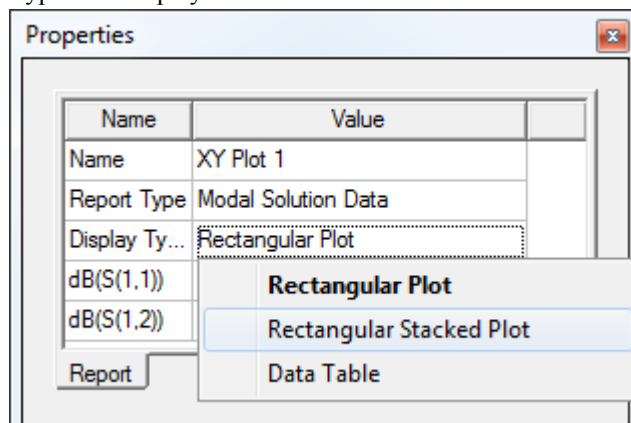 Properties
Name Value
Name XY Plot 1
Report Type Modal Solution Data
Display Ty... Rectangular Plot
dB(S(1,1))
Rectangular Plot
dB(S(1,2))
Rectangular Stacked Plot
Report
Data Table